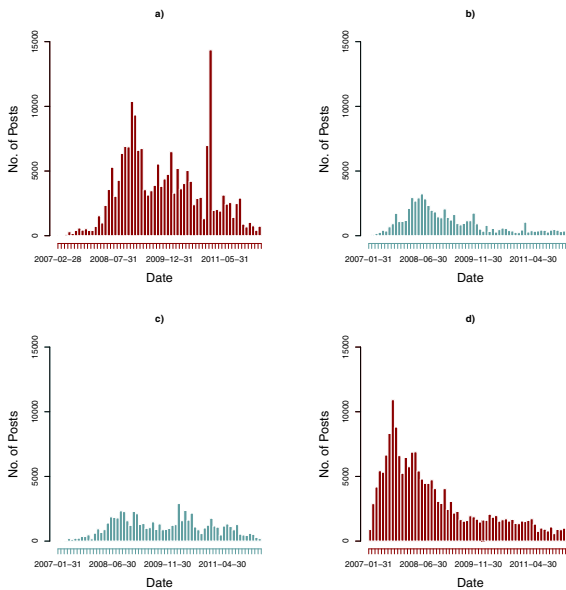 a)
No. of Posts
0 5000 10000 15000
2007-02-28 2008-07-31 2009-12-31 2011-05-31
Date
b)
No. of Posts
0 5000 10000 15000
2007-01-31 2008-06-30 2009-11-30 2011-04-30
Date
c)
No. of Posts
0 5000 10000 15000
2007-01-31 2008-06-30 2009-11-30 2011-04-30
Date
d)
No. of Posts
0 5000 10000 15000
2007-01-31 2008-06-30 2009-11-30 2011-04-30
Date